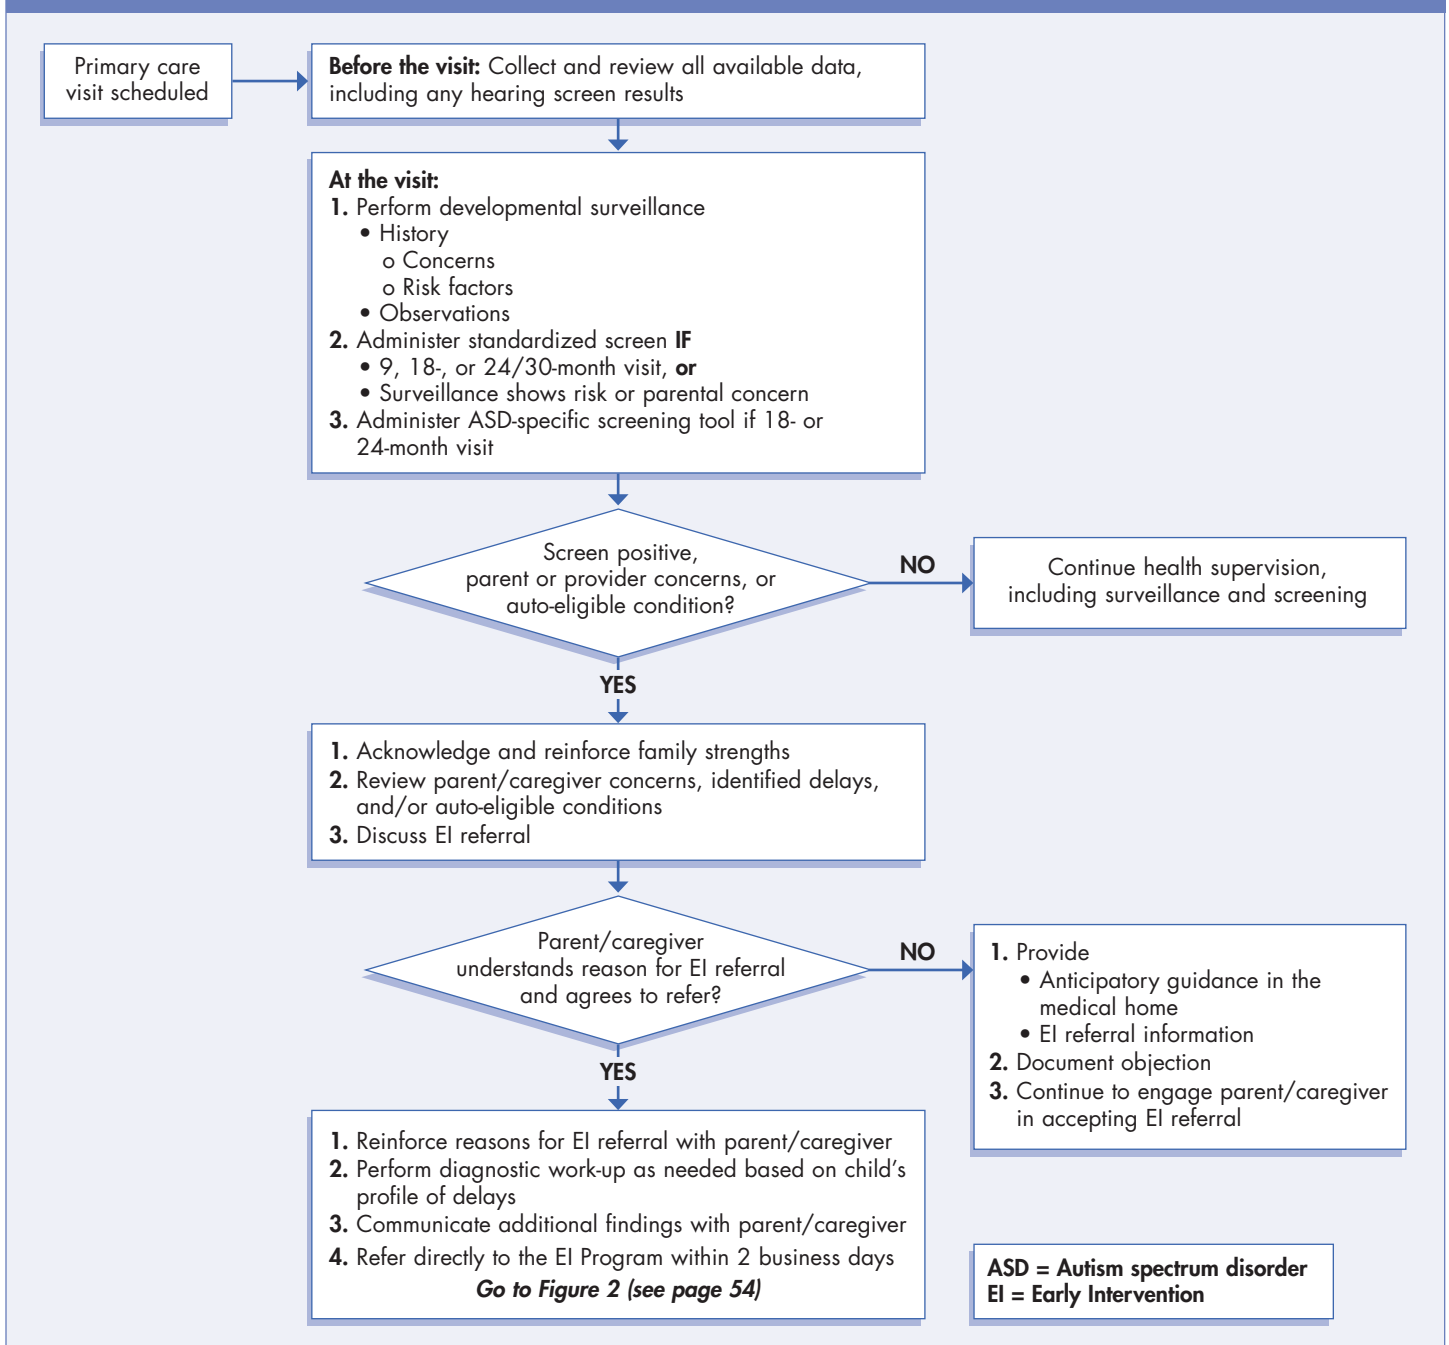 Primary care
visit scheduled
Before the visit: Collect and review all available data,
including any hearing screen results
At the visit:
1. Perform developmental surveillance
• History
o Concerns
o Risk factors
• Observations
2. Administer standardized screen IF
• 9, 18-, or 24/30-month visit, or
• Surveillance shows risk or parental concern
3. Administer ASD-specific screening tool if 18- or
24-month visit
Screen positive,
parent or provider concerns, or
auto-eligible condition?
NO
Continue health supervision,
including surveillance and screening
YES
1. Acknowledge and reinforce family strengths
2. Review parent/caregiver concerns, identified delays,
and/or auto-eligible conditions
3. Discuss EI referral
Parent/caregiver
understands reason for EI referral
and agrees to refer?
NO
1. Provide
• Anticipatory guidance in the
medical home
• EI referral information
2. Document objection
3. Continue to engage parent/caregiver
in accepting EI referral
YES
1. Reinforce reasons for EI referral with parent/caregiver
2. Perform diagnostic work-up as needed based on child's
profile of delays
3. Communicate additional findings with parent/caregiver
4. Refer directly to the EI Program within 2 business days
Go to Figure 2 (see page 54)
ASD = Autism spectrum disorder
EI = Early Intervention